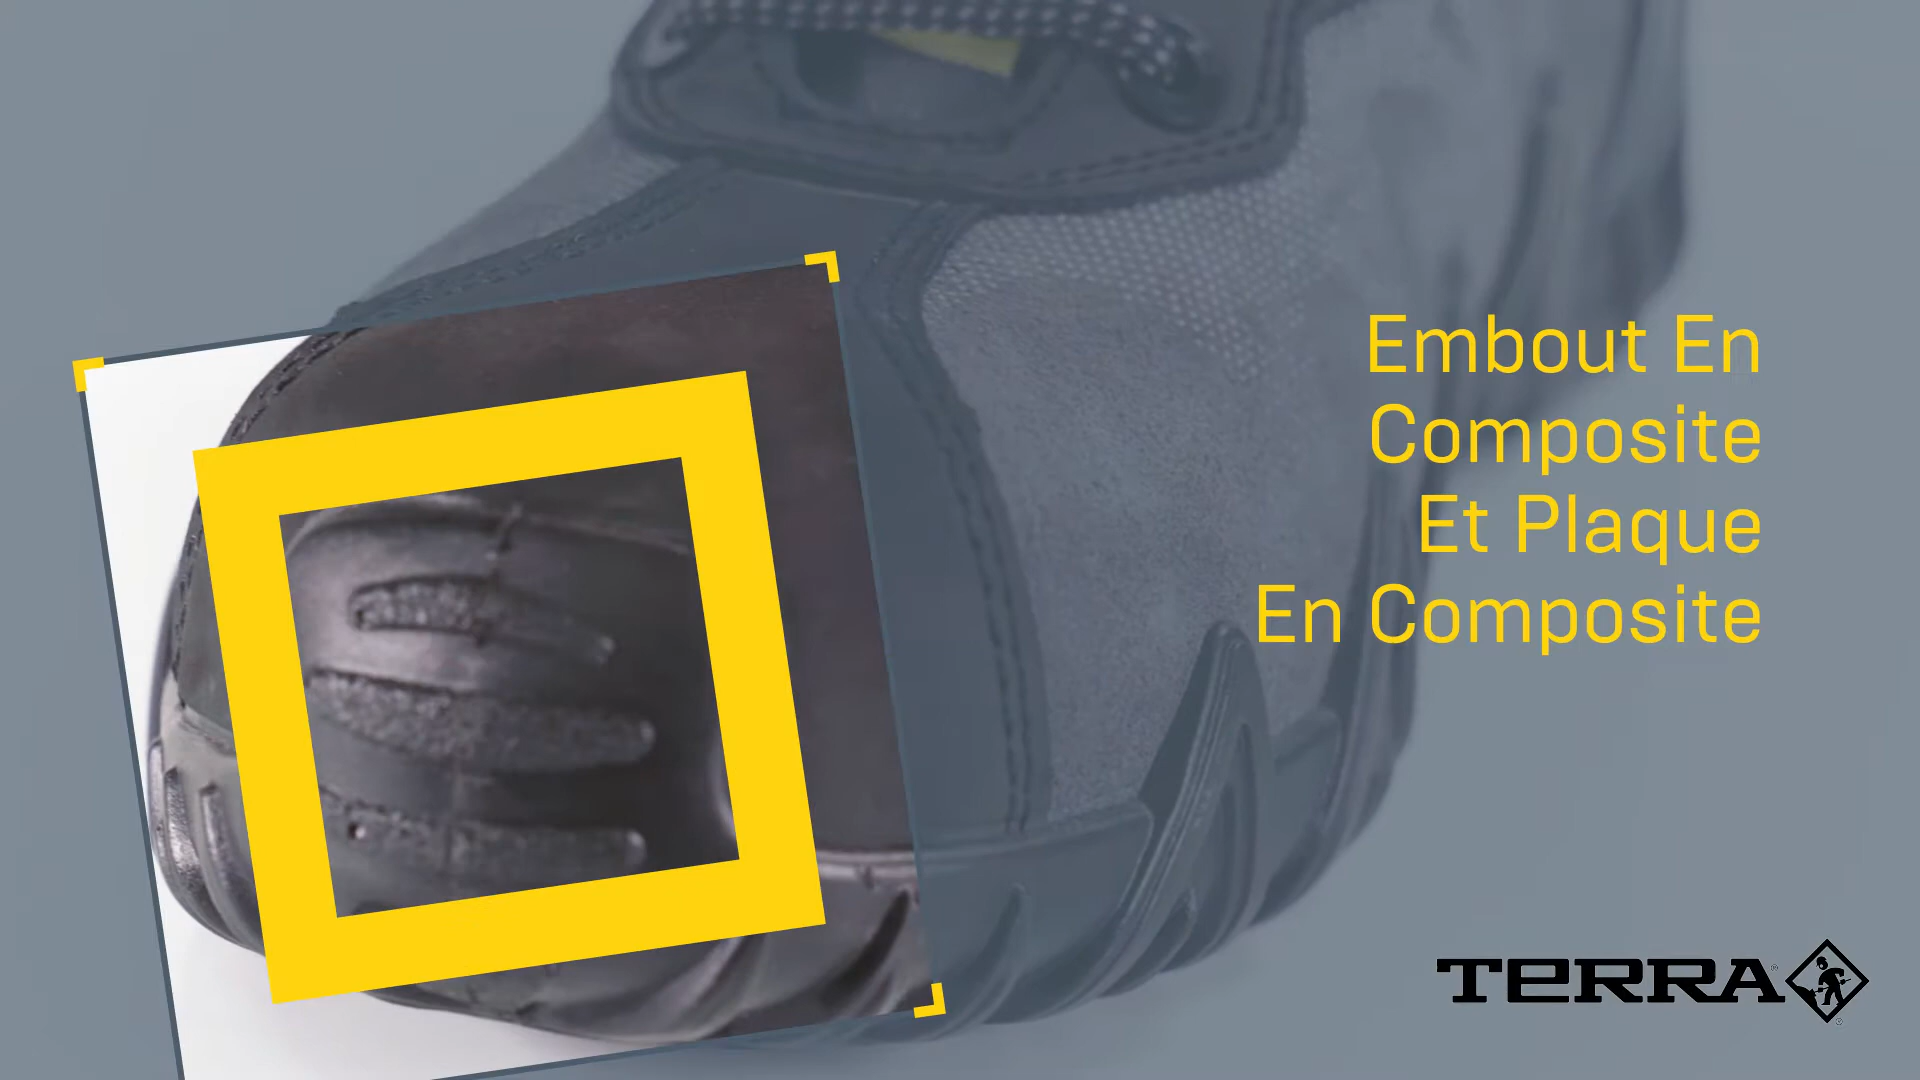 Embout En
Composite
Et Plaque
En Composite
TERRA